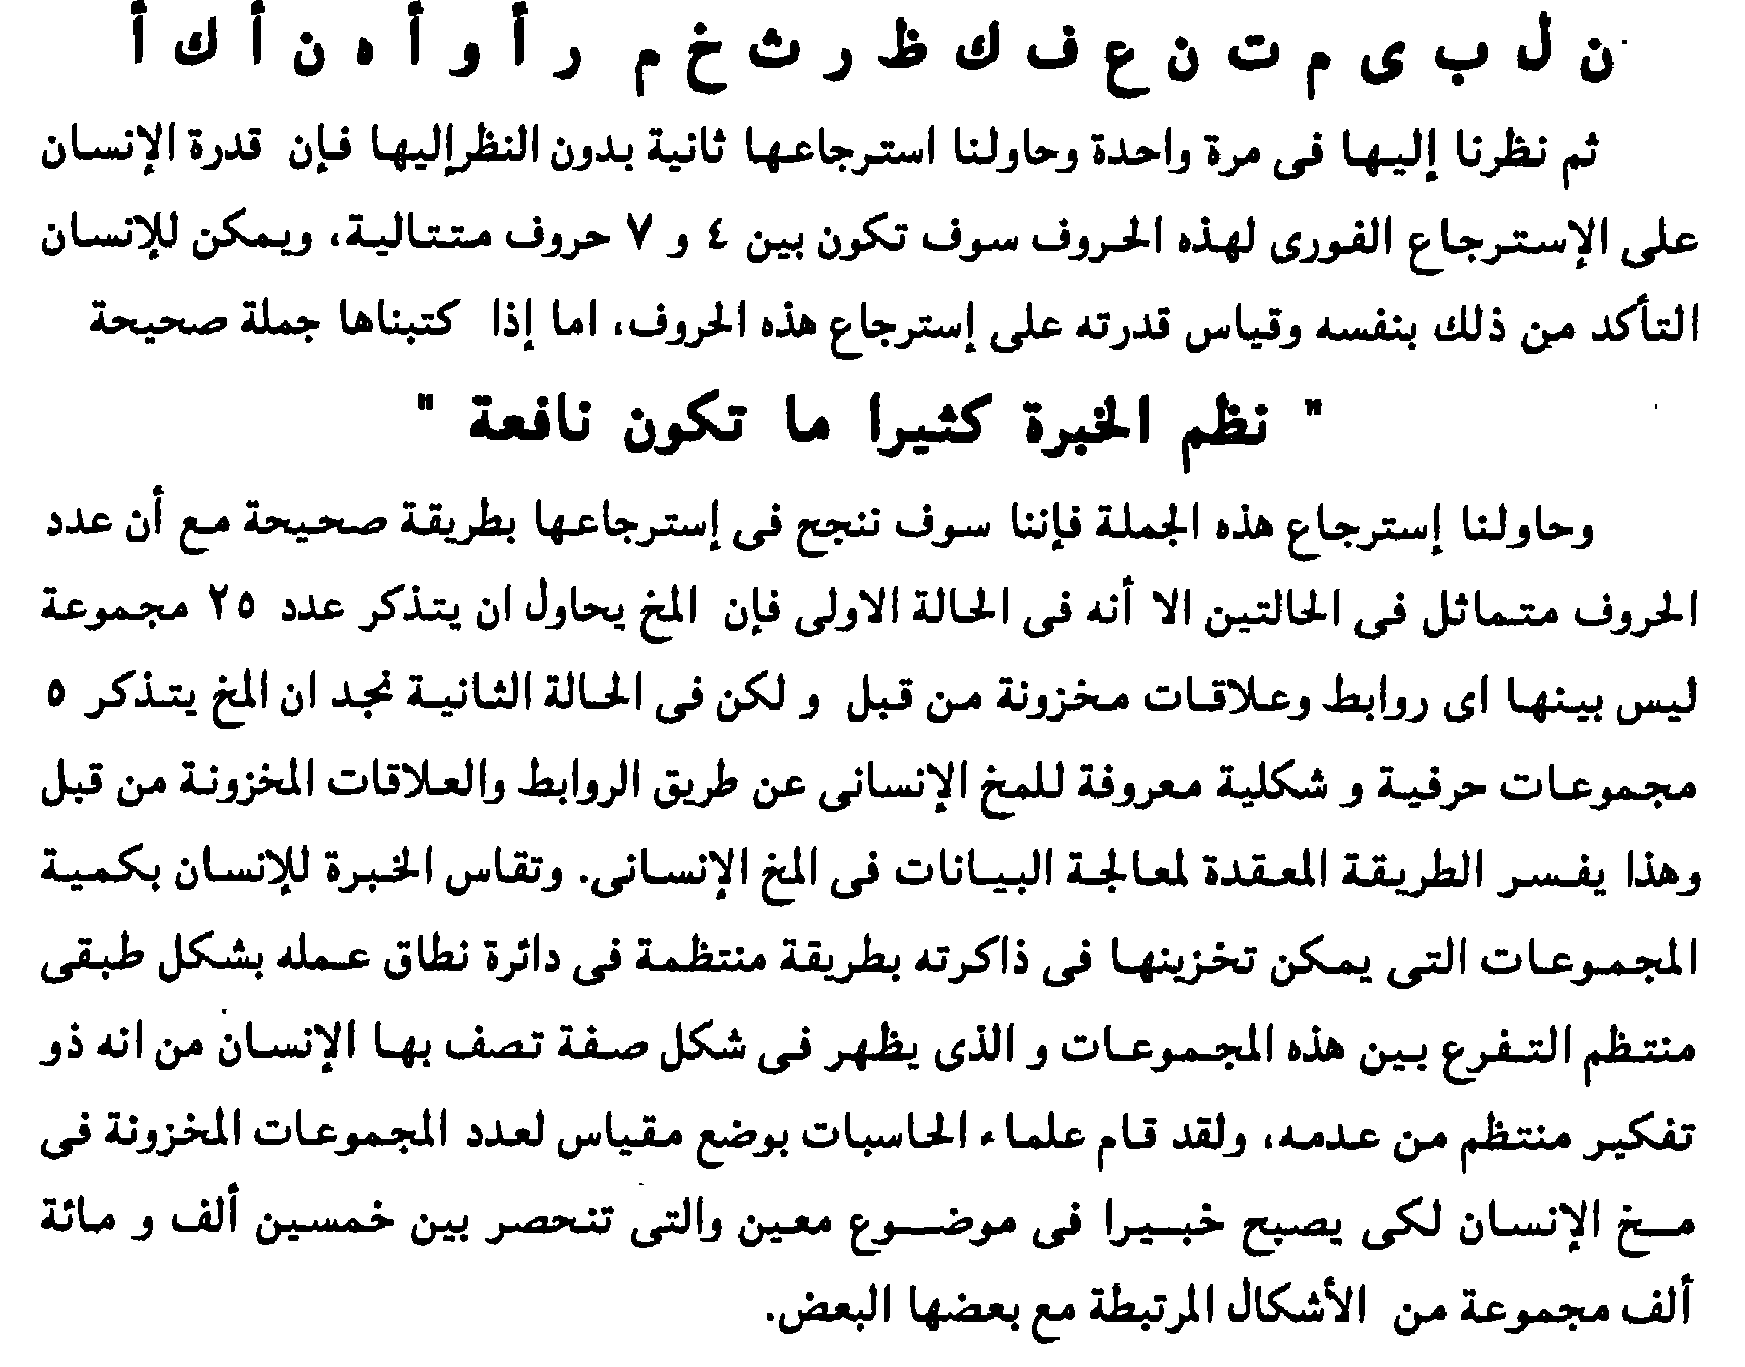 ن ل ب ى م ت ن ع ف ك ظ ر ث خ م ر أ و أ ه ن أ ك أ
ثم نظرنا إليها فى مرة واحدة وحاولنا استرجاعها ثانية بدون النظر إليها فإن قدرة الإنسان
على الإسترجاع الفورى لهذه الحروف سوف تكون بين ٤ و ٧ حروف متتالية، ويمكن للإنسان
التأكد من ذلك بنفسه وقياس قدرته على إسترجاع هذه الحروف، اما إذا كتبناها جملة صحيحة
" نظم الخبرة كثيرا ما تكون نافعة "
وحاولنا إسترجاع هذه الجملة فإننا سوف ننجح فى إسترجاعها بطريقة صحيحة مع أن عدد
الحروف متماثل فى الحالتين الا أنه فى الحالة الاولى فإن المخ يحاول ان يتذكر عدد ٢٥ مجموعة
ليس بينها اى روابط وعلاقات مخزونة من قبل و لكن فى الحالة الثانية نجد ان المخ يتذكر ٥
مجموعات حرفية و شكلية معروفة للمخ الإنسانى عن طريق الروابط والعلاقات المخزونة من قبل
وهذا يفسر الطريقة المعقدة لمعالجة البيانات فى المخ الإنسانى. وتقاس الخبرة للإنسان بكمية
المجموعات التى يمكن تخزينها فى ذاكرته بطريقة منتظمة فى دائرة نطاق عمله بشكل طبقى
منتظم التفرع بين هذه المجموعات و الذى يظهر فى شكل صفة تصف بها الإنسان من انه ذو
تفكير منتظم من عدمه، ولقد قام علماء الحاسبات بوضع مقياس لعدد المجموعات المخزونة فى
مخ الإنسان لكى يصبح خبيرا فى موضوع معين والتى تنحصر بين خمسين ألف و مائة
ألف مجموعة من الأشكال المرتبطة مع بعضها البعض.